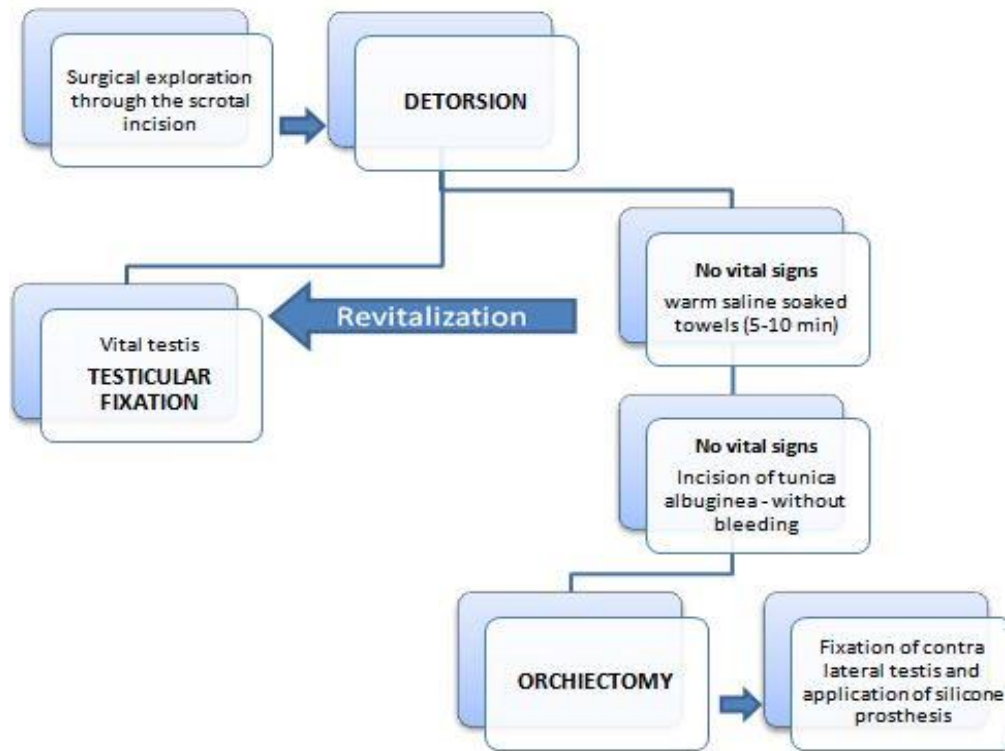 Surgical exploration
through the scrotal
incision
DETORSION
No vital signs
warm saline soaked
towels (5-10 min)
Revitalization
Vital testis
TESTICULAR
FIXATION
No vital signs
Incision of tunica
albuginea - without
bleeding
ORCHIECTOMY
Fixation of contra
lateral testis and
application of silicone
prosthesis